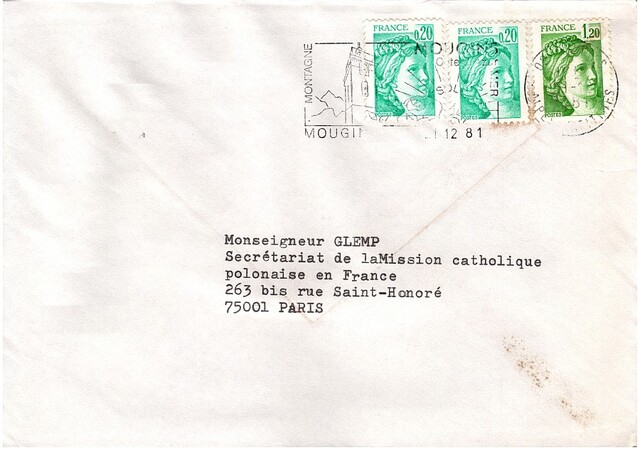 FRANCE 0,20
FRANCE 0,20
FRANCE 1,20
MONTAGNE
MOUGINS
MOUGIN
12 81
Monseigneur GLEMP
Secrétariat de laMission catholique
polonaise en France
263 bis rue Saint-Honoré
75001 PARIS